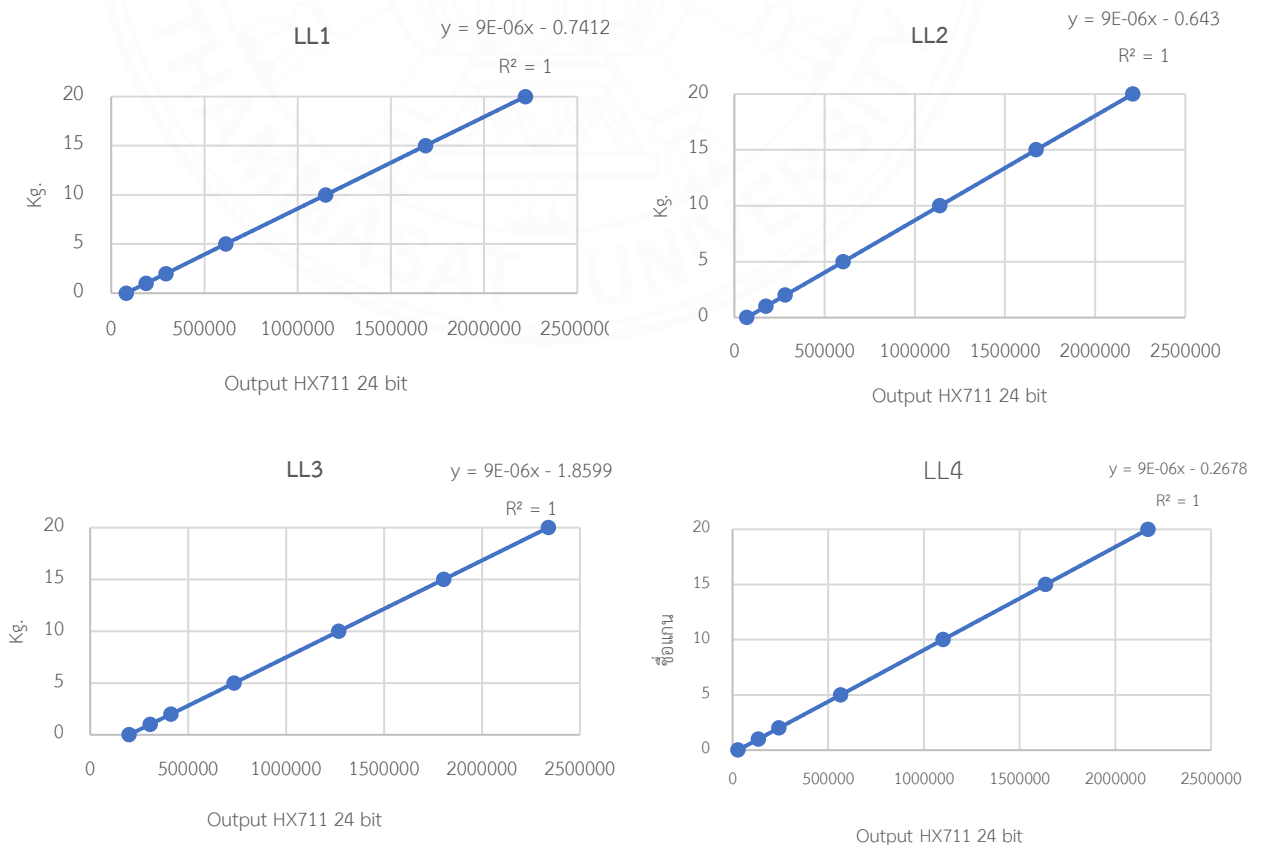 LL1
y = 9E-06x - 0.7412
R² = 1
Kg.
20
15
10
5
0
0 500000 1000000 1500000 2000000 2500000
Output HX711 24 bit
LL2
y = 9E-06x - 0.643
R² = 1
Kg.
20
15
10
5
0
0 500000 1000000 1500000 2000000 2500000
Output HX711 24 bit
LL3
y = 9E-06x - 1.8599
R² = 1
Kg.
20
15
10
5
0
0 500000 1000000 1500000 2000000 2500000
Output HX711 24 bit
LL4
y = 9E-06x - 0.2678
R² = 1
ชื่อแกน
20
15
10
5
0
0 500000 1000000 1500000 2000000 2500000
Output HX711 24 bit
THAMMASAT UNIVERSITY